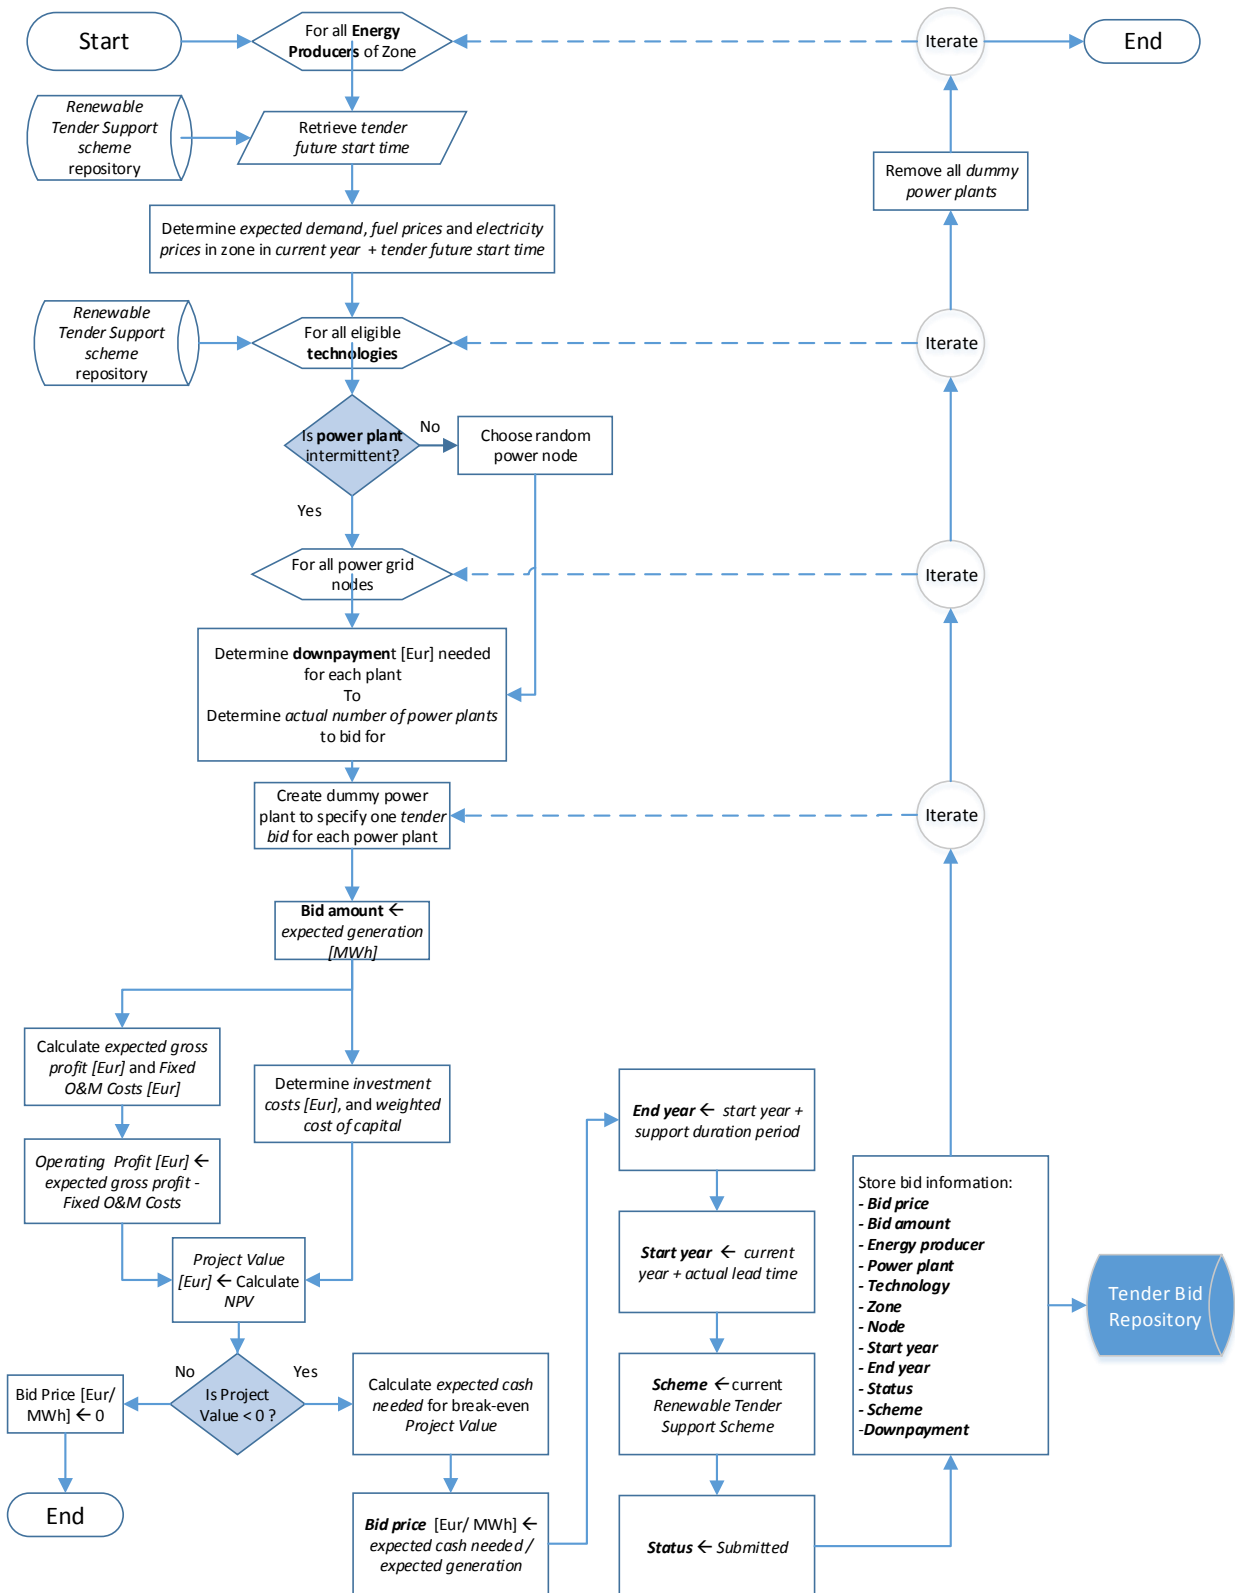 Start
For all Energy
Producers of Zone
Iterate
End
Renewable
Tender Support
scheme
repository
Retrieve tender
future start time
Remove all dummy
power plants
Determine expected demand, fuel prices and electricity
prices in zone in current year + tender future start time
Renewable
Tender Support
scheme
repository
For all eligible
technologies
Iterate
Is power plant
intermittent?
No
Choose random
power node
Yes
For all power grid
nodes
Iterate
Determine downpayment [Eur] needed
for each plant
To
Determine actual number of power plants
to bid for
Create dummy power
plant to specify one tender
bid for each power plant
Iterate
Bid amount ←
expected generation
[MWh]
Calculate expected gross
profit [Eur] and Fixed
O&M Costs [Eur]
Determine investment
costs [Eur], and weighted
cost of capital
Operating Profit [Eur] ←
expected gross profit -
Fixed O&M Costs
Project Value
[Eur] ← Calculate
NPV
No
Yes
Is Project
Value < 0 ?
Bid Price [Eur/
MWh] ← 0
End
Calculate expected cash
needed for break-even
Project Value
Bid price [Eur/ MWh] ←
expected cash needed /
expected generation
End year ← start year +
support duration period
Start year ← current
year + actual lead time
Scheme ← current
Renewable Tender
Support Scheme
Status ← Submitted
Store bid information:
- Bid price
- Bid amount
- Energy producer
- Power plant
- Technology
- Zone
- Node
- Start year
- End year
- Status
- Scheme
-Downpayment
Tender Bid
Repository